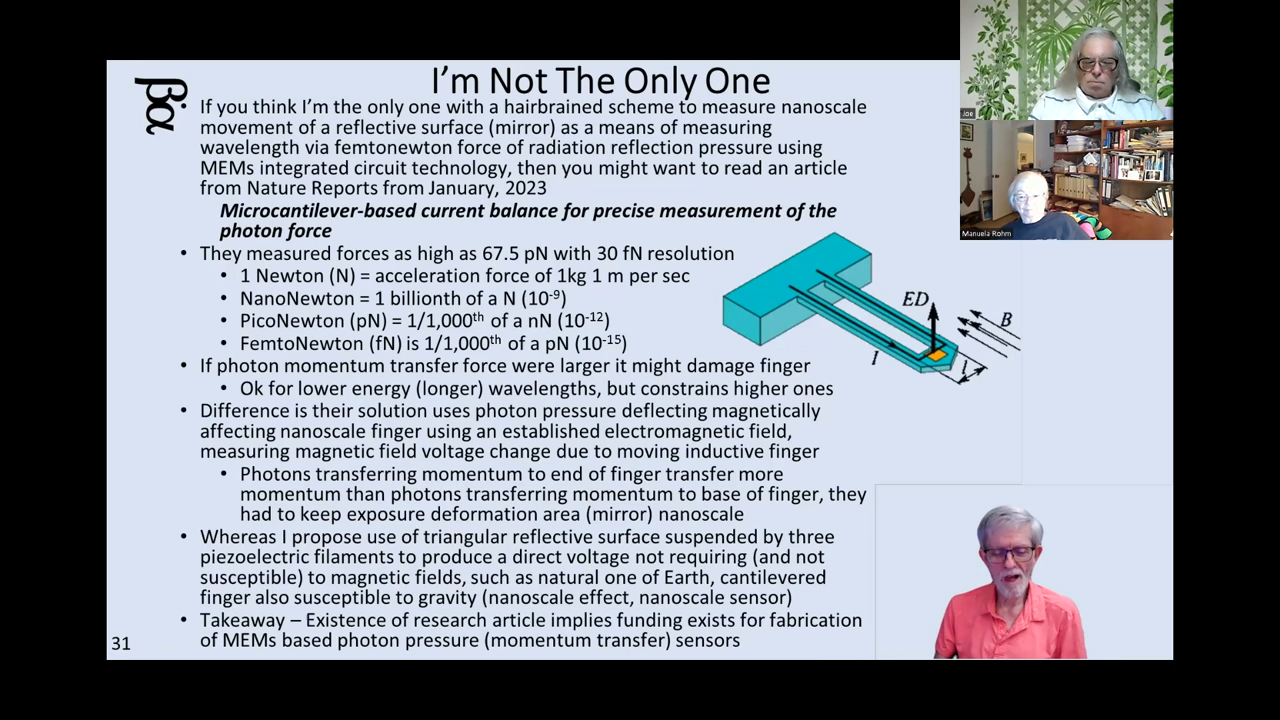 I'm Not The Only One
βiα
If you think I'm the only one with a hairbrained scheme to measure nanoscale
movement of a reflective surface (mirror) as a means of measuring
wavelength via femtonewton force of radiation reflection pressure using
MEMs integrated circuit technology, then you might want to read an article
from Nature Reports from January, 2023
Microcantilever-based current balance for precise measurement of the
photon force
• They measured forces as high as 67.5 pN with 30 fN resolution
• 1 Newton (N) = acceleration force of 1kg 1 m per sec
• NanoNewton = 1 billionth of a N (10⁻⁹)
• PicoNewton (pN) = 1/1,000ᵗʰ of a nN (10⁻¹²)
• FemtoNewton (fN) is 1/1,000ᵗʰ of a pN (10⁻¹⁵)
• If photon momentum transfer force were larger it might damage finger
• Ok for lower energy (longer) wavelengths, but constrains higher ones
• Difference is their solution uses photon pressure deflecting magnetically
affecting nanoscale finger using an established electromagnetic field,
measuring magnetic field voltage change due to moving inductive finger
• Photons transferring momentum to end of finger transfer more
momentum than photons transferring momentum to base of finger, they
had to keep exposure deformation area (mirror) nanoscale
• Whereas I propose use of triangular reflective surface suspended by three
piezoelectric filaments to produce a direct voltage not requiring (and not
susceptible) to magnetic fields, such as natural one of Earth, cantilevered
finger also susceptible to gravity (nanoscale effect, nanoscale sensor)
• Takeaway – Existence of research article implies funding exists for fabrication
of MEMs based photon pressure (momentum transfer) sensors
31
ED
B
I
Joe
Manuela Rohm